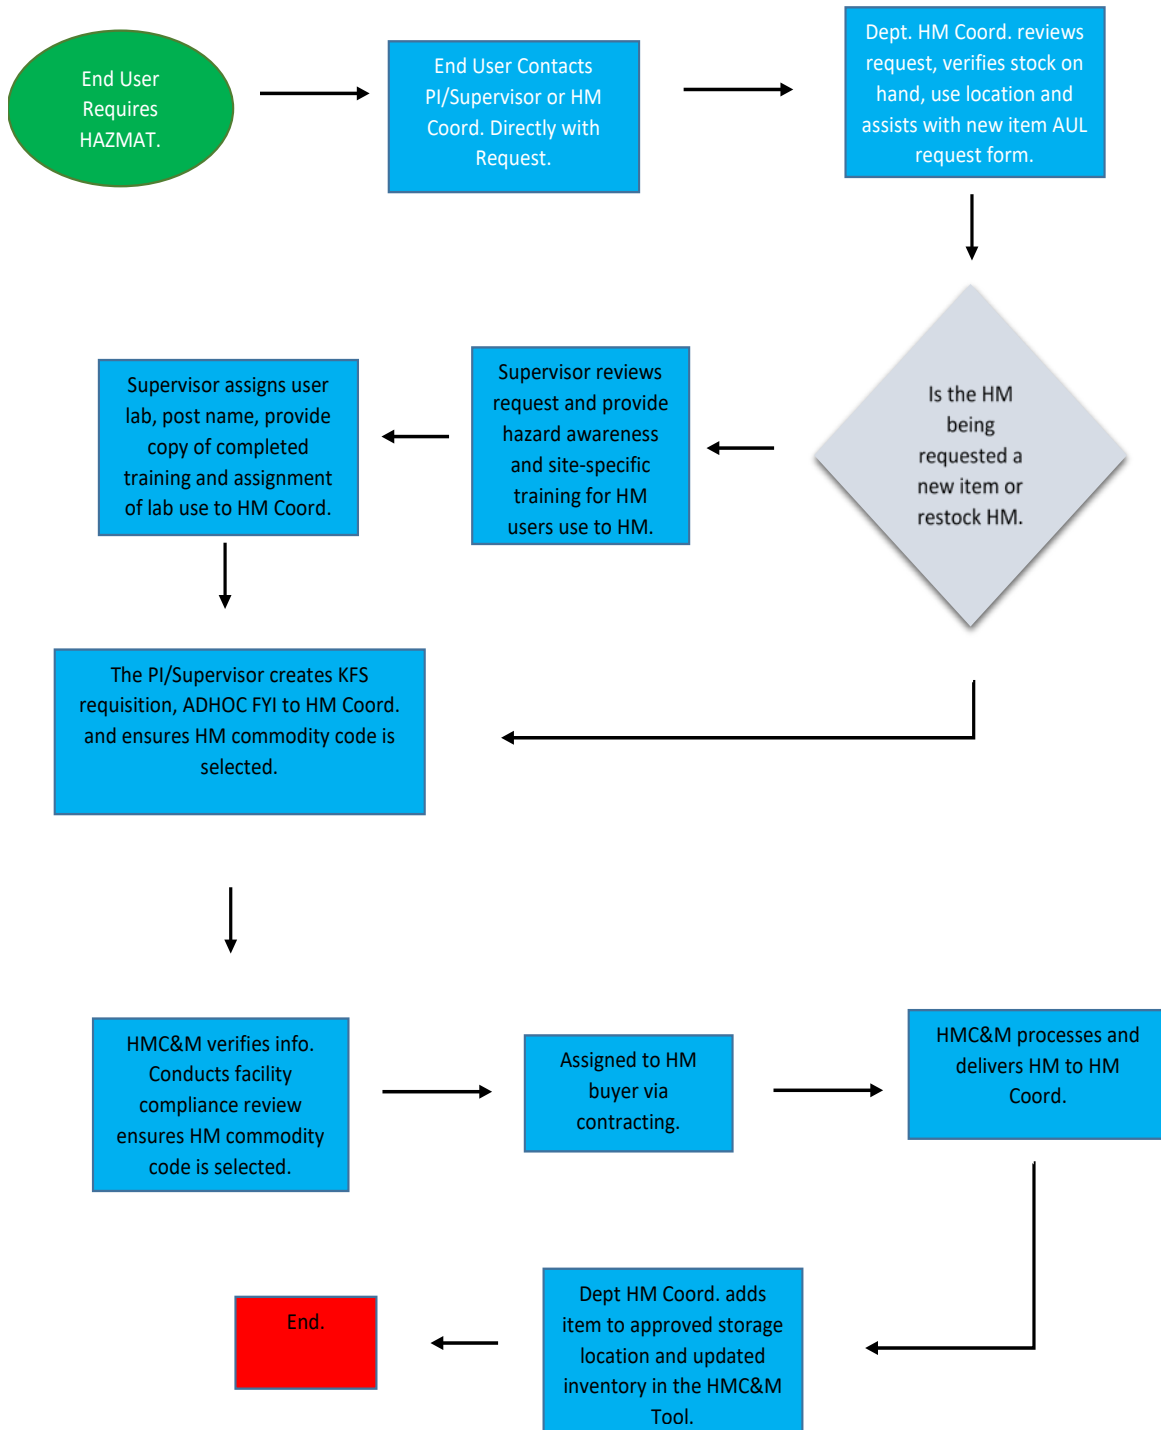 End User
Requires
HAZMAT.
End User Contacts
PI/Supervisor or HM
Coord. Directly with
Request.
Dept. HM Coord. reviews
request, verifies stock on
hand, use location and
assists with new item AUL
request form.
Is the HM
being
requested a
new item or
restock HM.
Supervisor reviews
request and provide
hazard awareness
and site-specific
training for HM
users use to HM.
Supervisor assigns user
lab, post name, provide
copy of completed
training and assignment
of lab use to HM Coord.
The PI/Supervisor creates KFS
requisition, ADHOC FYI to HM Coord.
and ensures HM commodity code is
selected.
HMC&M verifies info.
Conducts facility
compliance review
ensures HM commodity
code is selected.
Assigned to HM
buyer via
contracting.
HMC&M processes and
delivers HM to HM
Coord.
Dept HM Coord. adds
item to approved storage
location and updated
inventory in the HMC&M
Tool.
End.